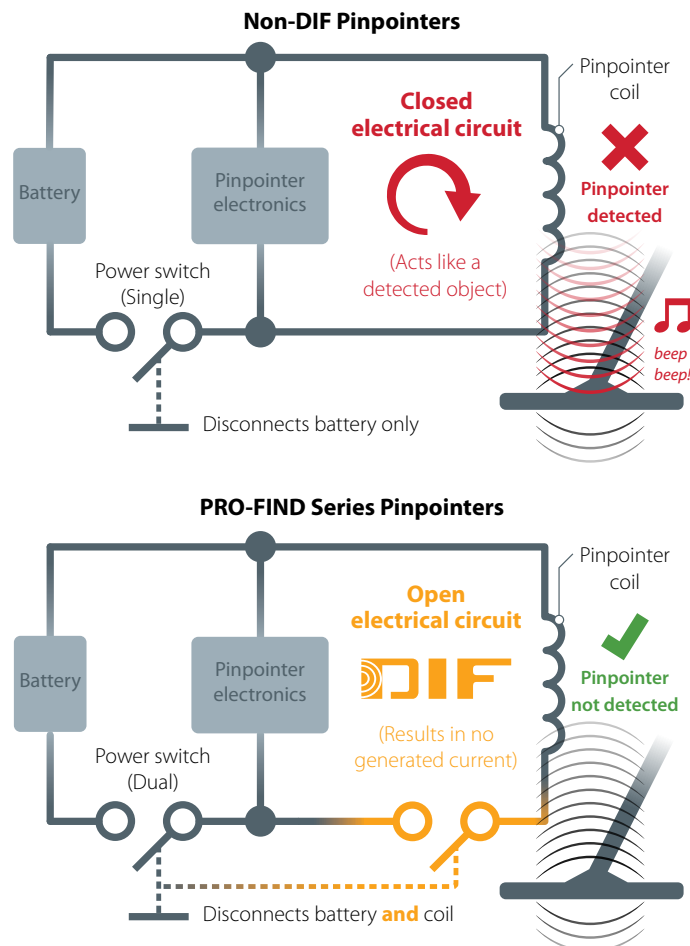 Non-DIF Pinpointers
Pinpointer
coil
Closed
electrical circuit
Battery
Pinpointer
electronics
Pinpointer
detected
(Acts like a
detected object)
Power switch
(Single)
beep
beep!
Disconnects battery only
PRO-FIND Series Pinpointers
Pinpointer
coil
Open
electrical circuit
Battery
Pinpointer
electronics
DIF
Pinpointer
not detected
(Results in no
generated current)
Power switch
(Dual)
Disconnects battery and coil